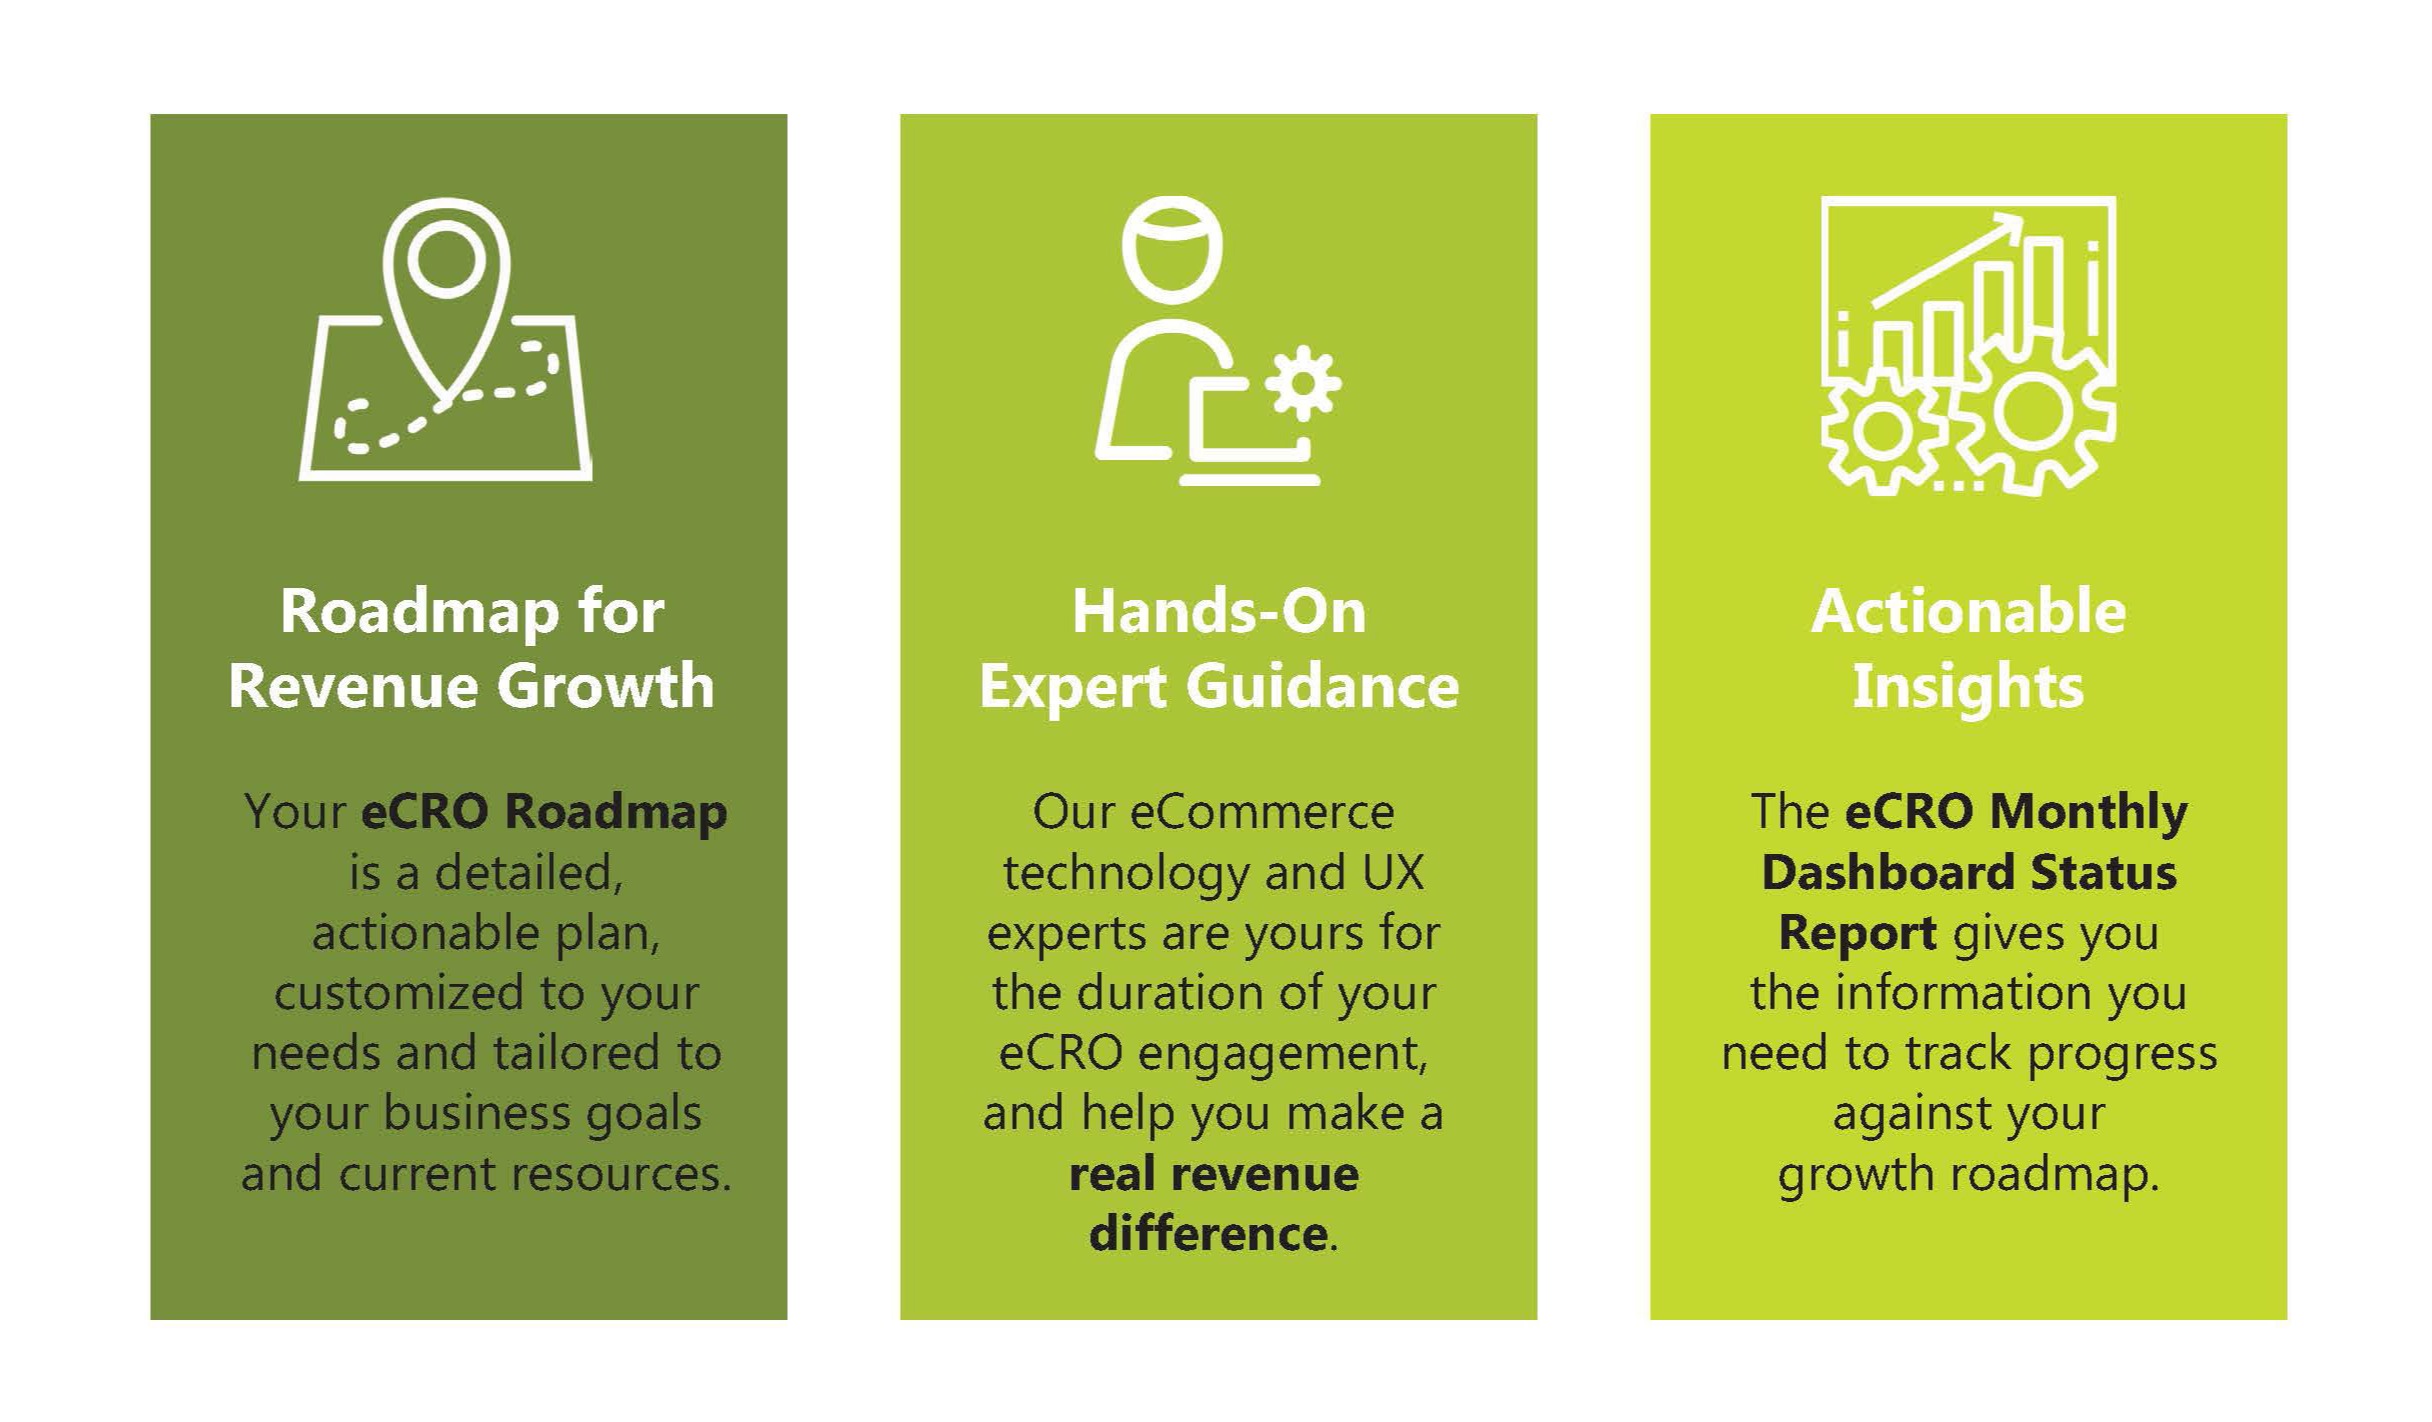 Roadmap for
Revenue Growth
Your eCRO Roadmap
is a detailed,
actionable plan,
customized to your
needs and tailored to
your business goals
and current resources.
Hands-On
Expert Guidance
Our eCommerce
technology and UX
experts are yours for
the duration of your
eCRO engagement,
and help you make a
real revenue
difference.
Actionable
Insights
The eCRO Monthly
Dashboard Status
Report gives you
the information you
need to track progress
against your
growth roadmap.